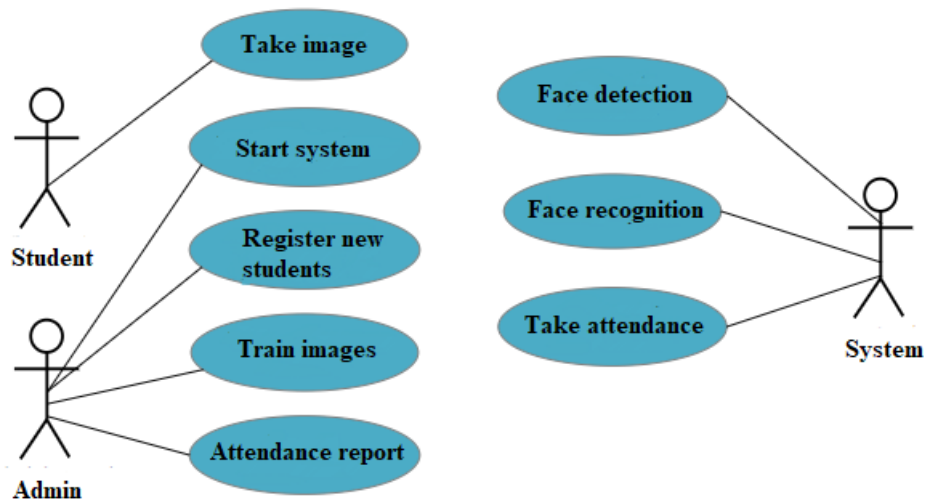 Take image
Start system
Student
Register new
students
Train images
Attendance report
Admin
Face detection
Face recognition
Take attendance
System